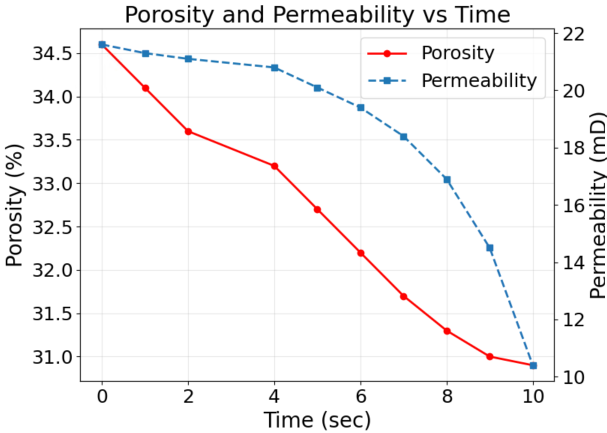 Porosity and Permeability vs Time
Porosity
Permeability
Porosity (%)
34.5
34.0
33.5
33.0
32.5
32.0
31.5
31.0
22
20
18
16
14
12
10
Permeability (mD)
0 2 4 6 8 10
Time (sec)